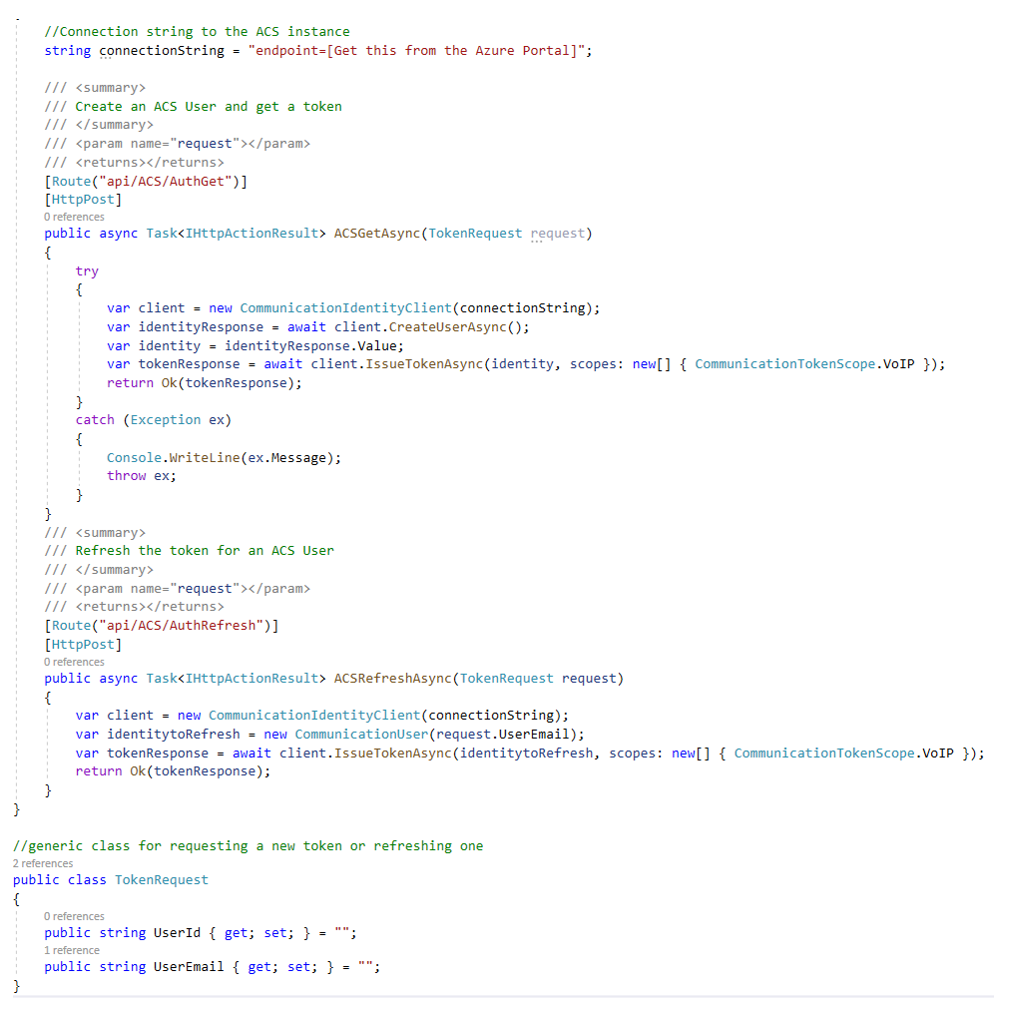 //Connection string to the ACS instance
string connectionString = "endpoint=[Get this from the Azure Portal]";
/// <summary>
/// Create an ACS User and get a token
/// </summary>
/// <param name="request"></param>
/// <returns></returns>
[Route("api/ACS/AuthGet")]
[HttpPost]
0 references
public async Task<IHttpActionResult> ACSGetAsync(TokenRequest request)
{
try
{
var client = new CommunicationIdentityClient(connectionString);
var identityResponse = await client.CreateUserAsync();
var identity = identityResponse.Value;
var tokenResponse = await client.IssueTokenAsync(identity, scopes: new[] { CommunicationTokenScope.VoIP });
return Ok(tokenResponse);
}
catch (Exception ex)
{
Console.WriteLine(ex.Message);
throw ex;
}
}
/// <summary>
/// Refresh the token for an ACS User
/// </summary>
/// <param name="request"></param>
/// <returns></returns>
[Route("api/ACS/AuthRefresh")]
[HttpPost]
0 references
public async Task<IHttpActionResult> ACSRefreshAsync(TokenRequest request)
{
var client = new CommunicationIdentityClient(connectionString);
var identitytoRefresh = new CommunicationUser(request.UserEmail);
var tokenResponse = await client.IssueTokenAsync(identitytoRefresh, scopes: new[] { CommunicationTokenScope.VoIP });
return Ok(tokenResponse);
}
}
//generic class for requesting a new token or refreshing one
2 references
public class TokenRequest
{
0 references
public string UserId { get; set; } = "";
1 reference
public string UserEmail { get; set; } = "";
}